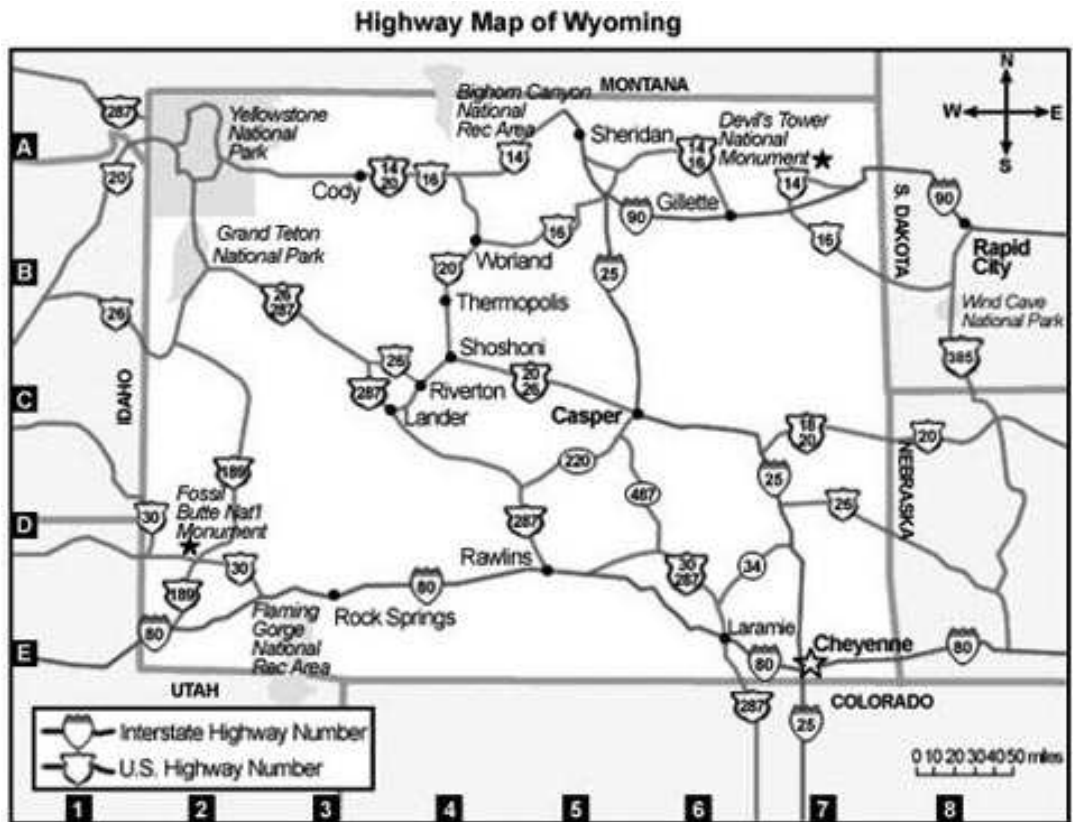 Highway Map of Wyoming
MONTANA
N
W E
S
287
Yellowstone
National
Park
Bighorn Canyon
National
Rec Area
Sheridan
Devil's Tower
National
Monument
A
20
Cody
14
20
16
14
14
16
14
Gillette
90
90
S. DAKOTA
Rapid
City
Grand Teton
National Park
16
Worland
16
B
20
25
26
287
Thermopolis
26
Wind Cave
National Park
385
Shoshoni
26
20
26
287
Riverton
Lander
Casper
C
IDAHO
18
20
20
NEBRASKA
220
487
25
26
189
Fossil
Butte Nat'l
Monument
30
D
287
Rawlins
30
30
287
34
189
80
Rock Springs
80
Flaming
Gorge
National
Rec Area
Laramie
Cheyenne
80
80
E
UTAH
COLORADO
287
25
Interstate Highway Number
U.S. Highway Number
0 10 20 30 40 50 miles
1 2 3 4 5 6 7 8